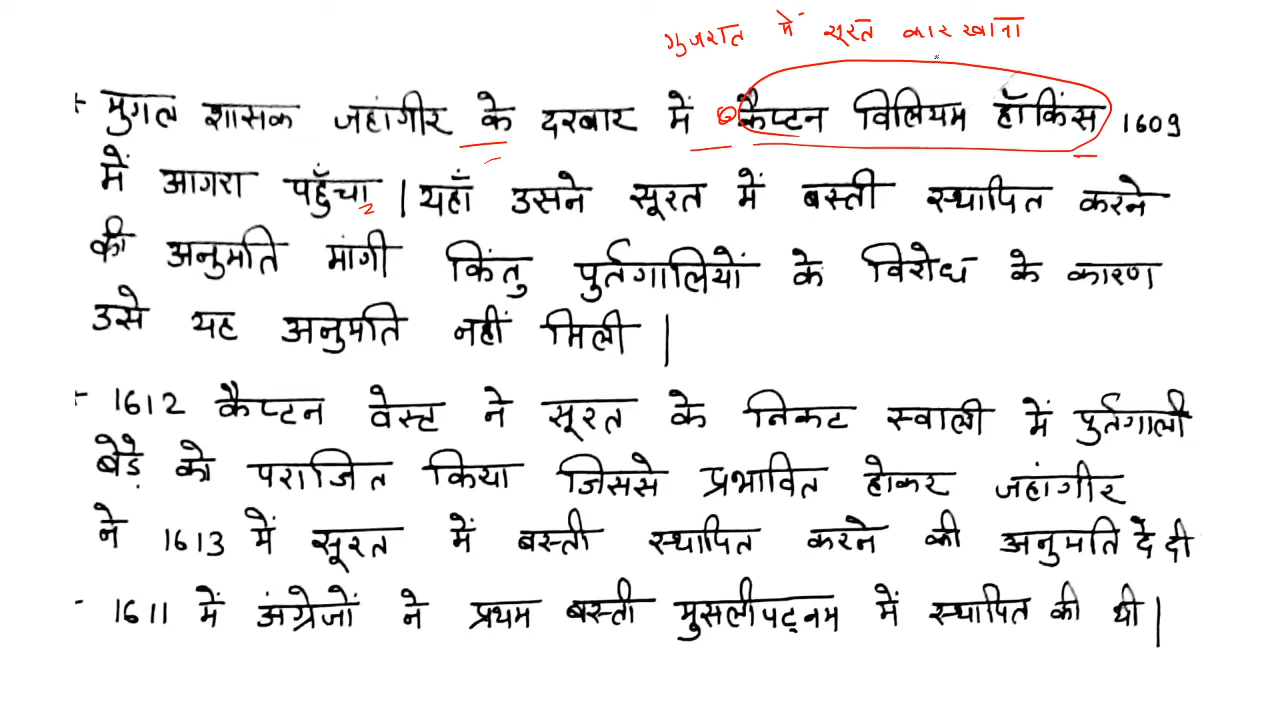 गुजरात में सूरत कारखाना
+ मुगल शासक जहांगीर के दरबार में कैप्टन विलियम हॉकिंस 1609
में आगरा पहुँचा | यहाँ उसने सूरत में बस्ती स्थापित करने
की अनुमति मांगी किंतु पुर्तगालियों के विरोध के कारण
उसे यह अनुमति नहीं मिली |
+ 1612 कैप्टन वेस्ट ने सूरत के निकट स्वाली में पुर्तगाली
बेड़े को पराजित किया जिससे प्रभावित होकर जहांगीर
ने 1613 में सूरत में बस्ती स्थापित करने की अनुमति दे दी
- 1611 में अंग्रेजों ने प्रथम बस्ती मुसलीपट्नम में स्थापित की थी |